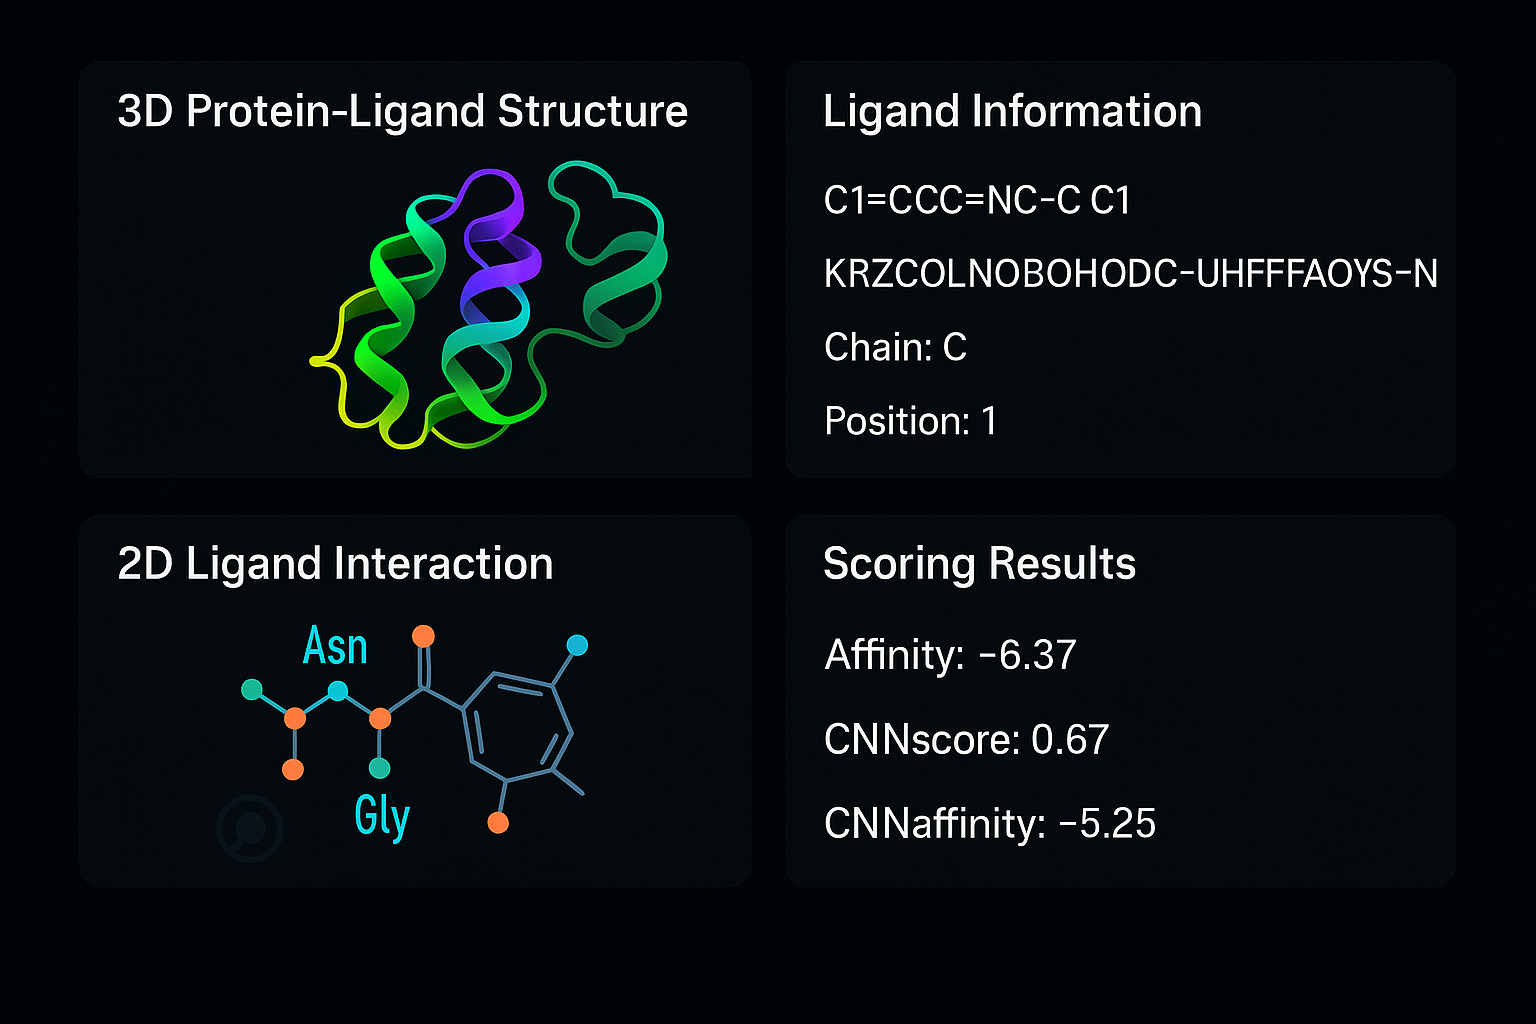 3D Protein-Ligand Structure
Ligand Information
C1=CCC=NC-C C1
KRZCOLNOBOHODC-UHFFFAOYS-N
Chain: C
Position: 1
2D Ligand Interaction
Asn
Gly
Scoring Results
Affinity: -6.37
CNNscore: 0.67
CNNaffinity: -5.25